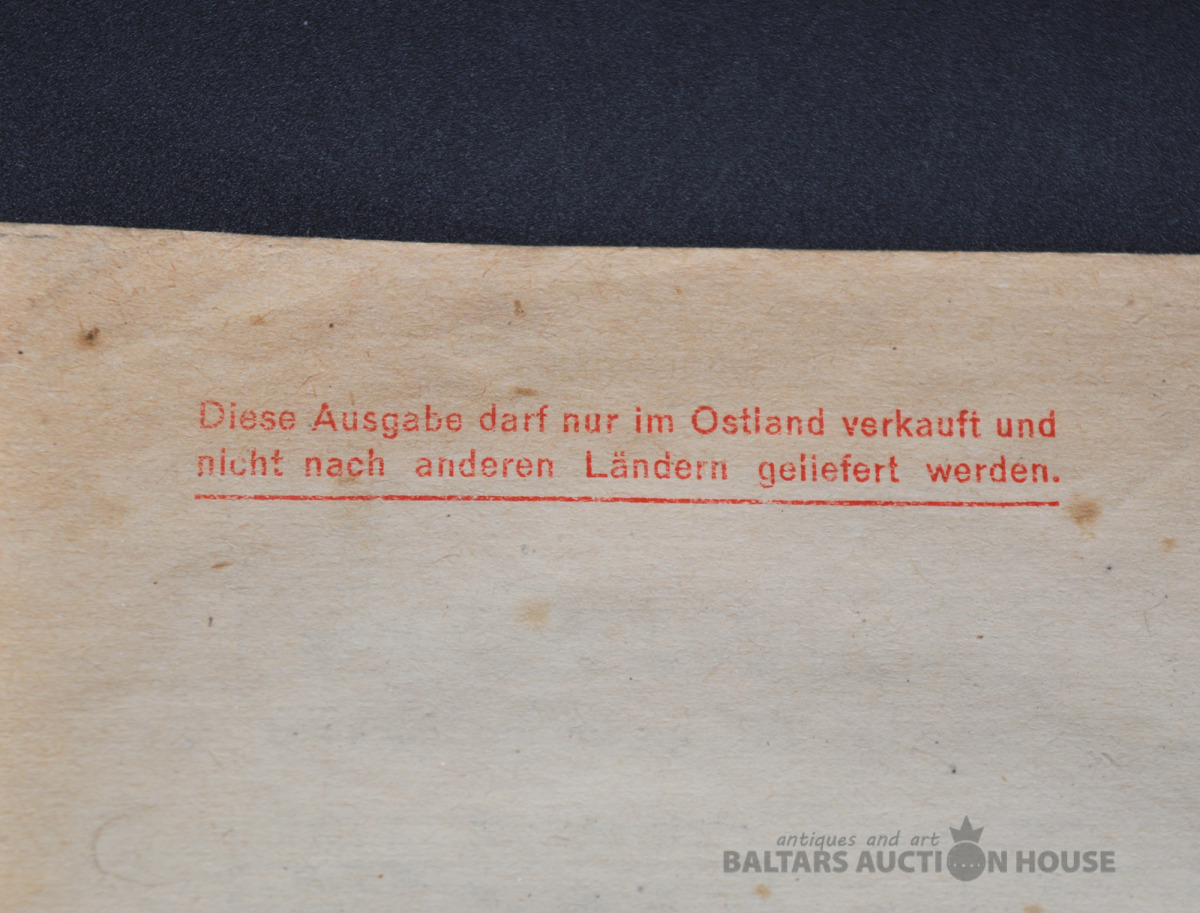 Diese Ausgabe darf nur im Ostland verkauft und
nicht nach anderen Ländern geliefert werden.
antiques and art
BALTARS AUCTION HOUSE